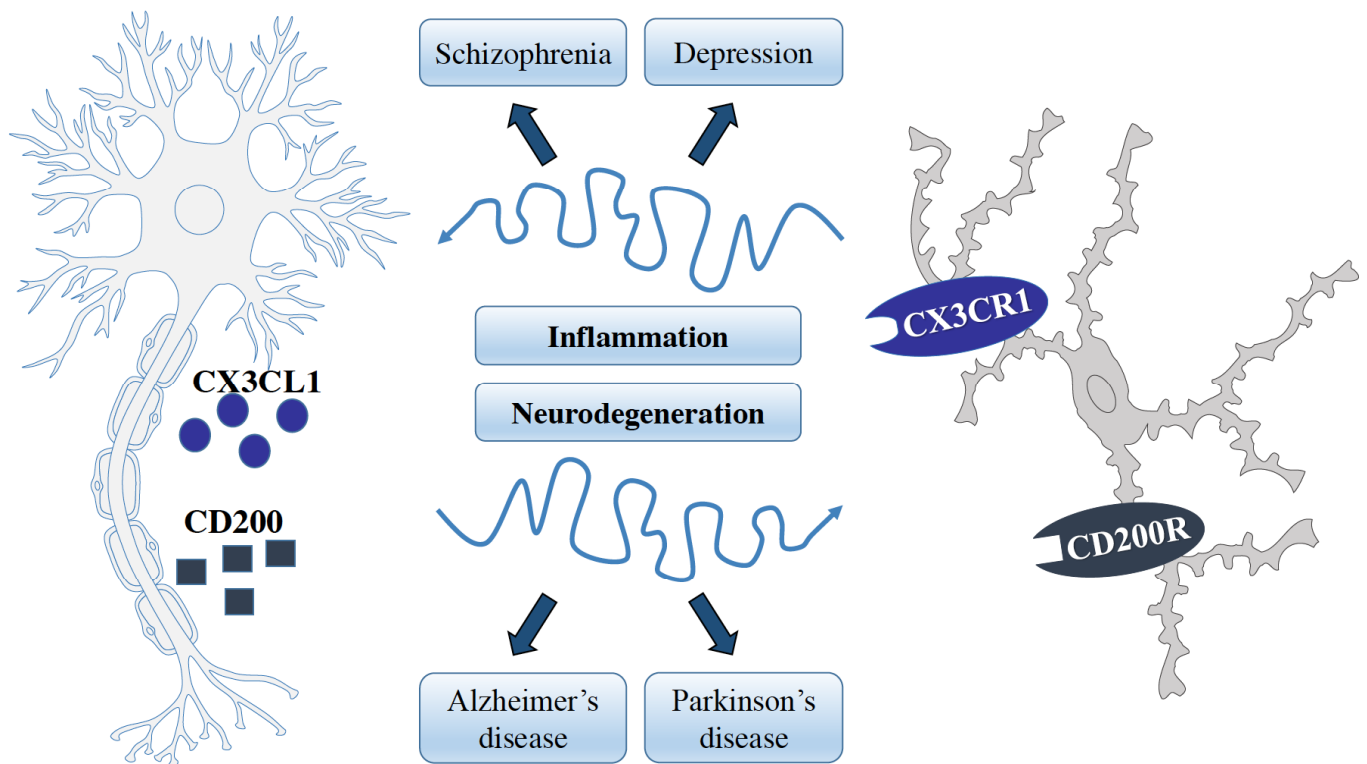 Schizophrenia
Depression
CX3CR1
Inflammation
CX3CL1
Neurodegeneration
CD200
CD200R
Alzheimer's
disease
Parkinson's
disease